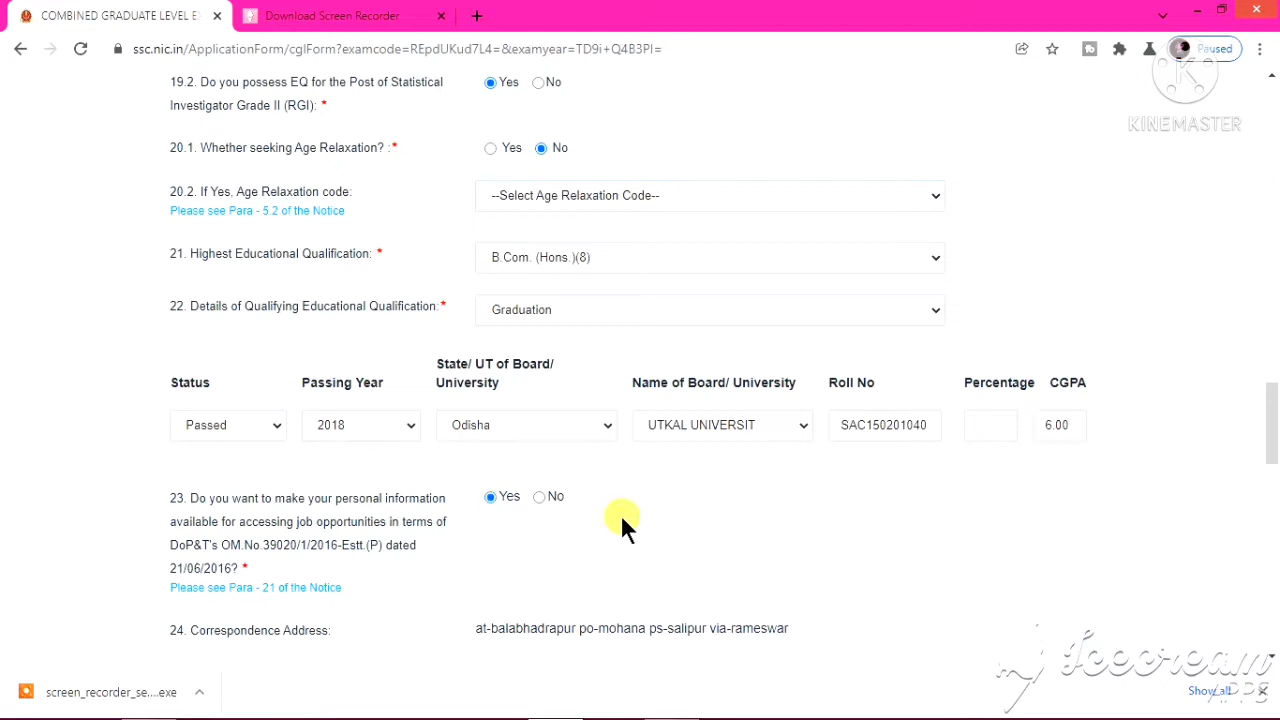 COMBINED GRADUATE LEVEL EX
Download Screen Recorder
ssc.nic.in/ApplicationForm/cglForm?examcode=REpdUKud7L4=&examyear=TD9i+Q4B3PI=
Paused
KINEMASTER
19.2. Do you possess EQ for the Post of Statistical
Investigator Grade II (RGI): *
Yes No
20.1. Whether seeking Age Relaxation? :*
Yes No
20.2. If Yes, Age Relaxation code:
--Select Age Relaxation Code--
Please see Para - 5.2 of the Notice
21. Highest Educational Qualification: *
B.Com. (Hons.)(8)
22. Details of Qualifying Educational Qualification:*
Graduation
Status Passing Year State/ UT of Board/ University Name of Board/ University Roll No Percentage CGPA
Passed 2018 Odisha UTKAL UNIVERSIT SAC150201040 6.00
23. Do you want to make your personal information
available for accessing job opportunities in terms of
DoP&T's OM.No.39020/1/2016-Estt.(P) dated
21/06/2016? *
Yes No
Please see Para - 21 of the Notice
24. Correspondence Address:
at-balabhadrapur po-mohana ps-salipur via-rameswar
screen_recorder_se....exe
Show all
Icecream
APPS